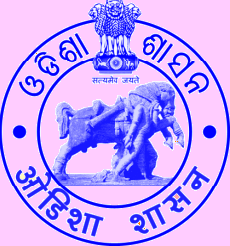 ଓଡ଼ିଶା ଶାସନ
सत्यमेव जयते
ओडिशा शासन